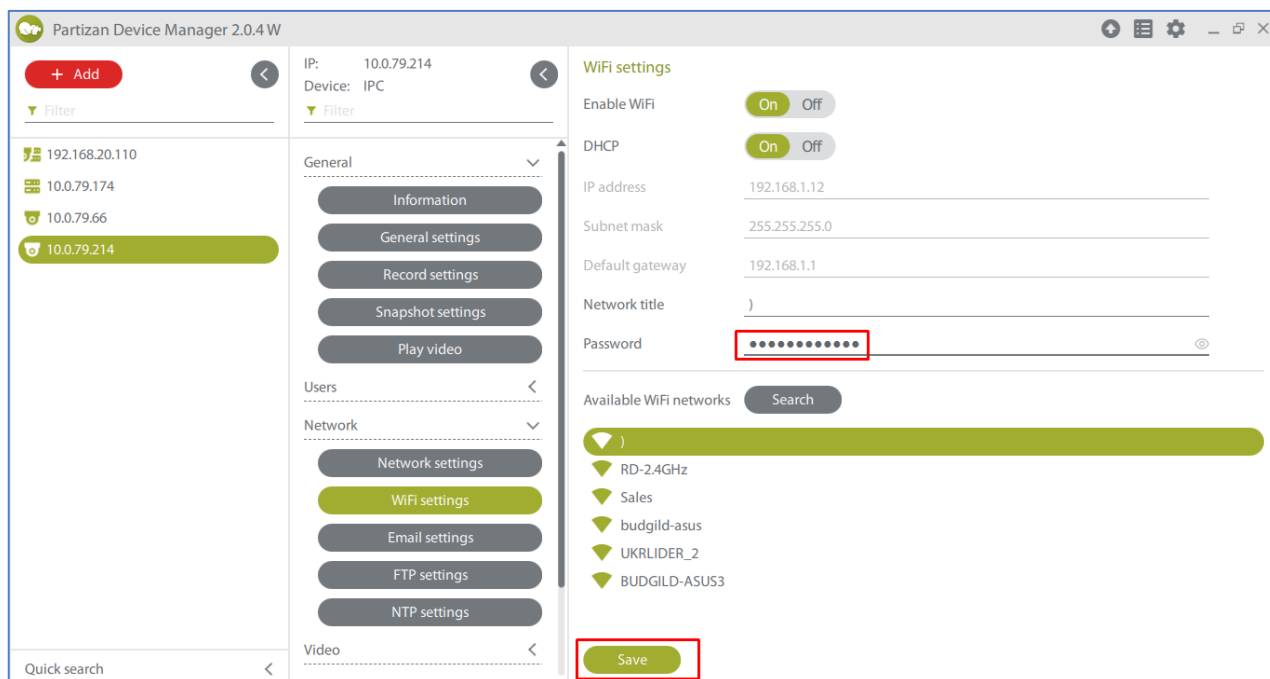 Partizan Device Manager 2.0.4 W
+ Add
Filter
192.168.20.110
10.0.79.174
10.0.79.66
10.0.79.214
Quick search
IP: 10.0.79.214
Device: IPC
Filter
General
Information
General settings
Record settings
Snapshot settings
Play video
Users
Network
Network settings
WiFi settings
Email settings
FTP settings
NTP settings
Video
WiFi settings
Enable WiFi On Off
DHCP On Off
IP address 192.168.1.12
Subnet mask 255.255.255.0
Default gateway 192.168.1.1
Network title )
Password ●●●●●●●●●●●●
Available WiFi networks Search
)
RD-2.4GHz
Sales
budgild-asus
UKRLIDER_2
BUDGILD-ASUS3
Save